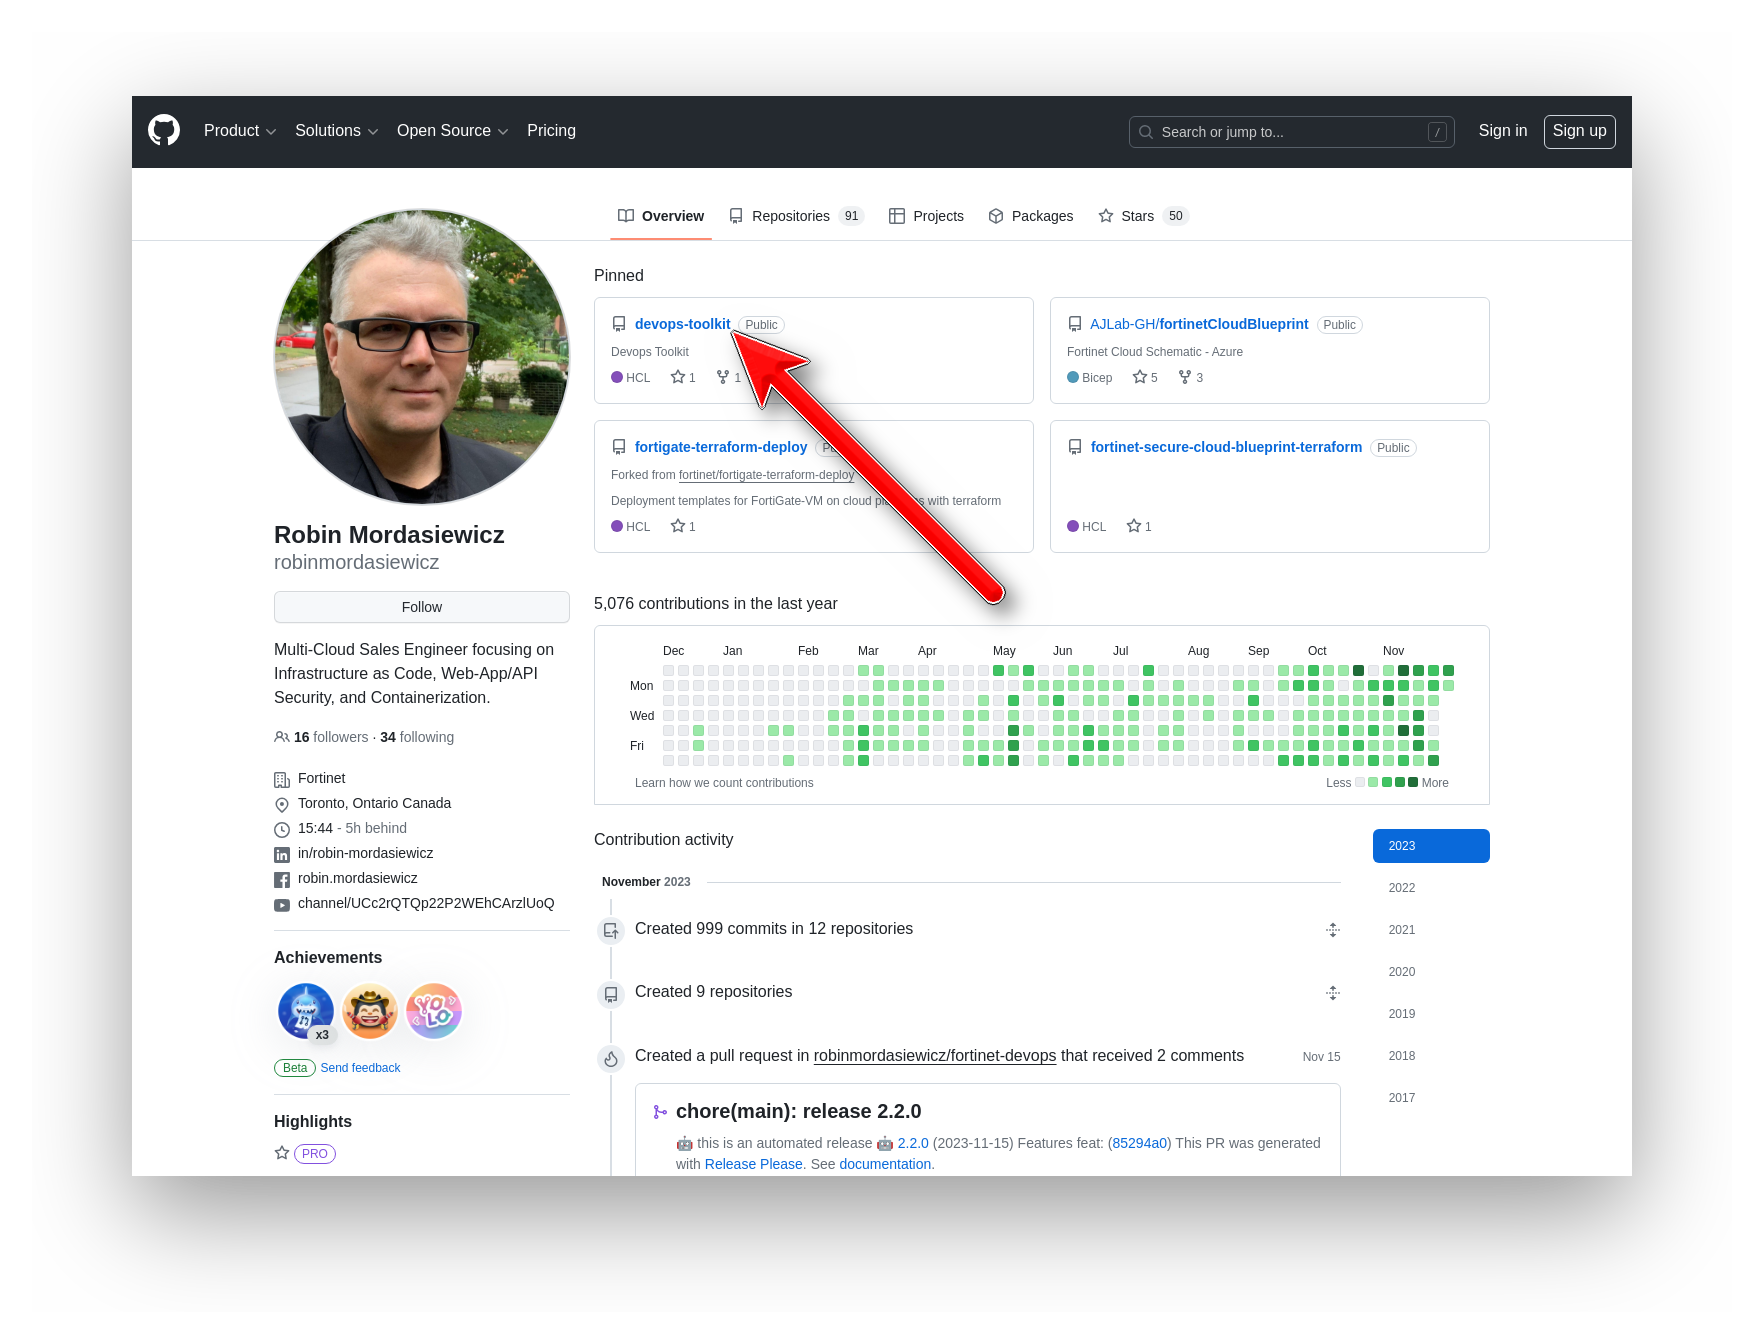 Product Solutions Open Source Pricing Search or jump to... / Sign in Sign up
Overview Repositories 91 Projects Packages Stars 50
Robin Mordasiewicz
robinmordasiewicz
Follow
Multi-Cloud Sales Engineer focusing on
Infrastructure as Code, Web-App/API
Security, and Containerization.
16 followers · 34 following
Fortinet
Toronto, Ontario Canada
15:44 - 5h behind
in/robin-mordasiewicz
robin.mordasiewicz
channel/UCc2rQTQp22P2WEhCArzlUoQ
Achievements
x3
YOLO
Beta Send feedback
Highlights
PRO
Pinned
devops-toolkit Public
Devops Toolkit
HCL 1 1
AJLab-GH/fortinetCloudBlueprint Public
Fortinet Cloud Schematic - Azure
Bicep 5 3
fortigate-terraform-deploy
Forked from fortinet/fortigate-terraform-deploy
Deployment templates for FortiGate-VM on cloud with terraform
HCL 1
fortinet-secure-cloud-blueprint-terraform Public
HCL 1
5,076 contributions in the last year
Dec Jan Feb Mar Apr May Jun Jul Aug Sep Oct Nov
Mon
Wed
Fri
Learn how we count contributions Less More
Contribution activity
2023
2022
2021
2020
2019
2018
2017
November 2023
Created 999 commits in 12 repositories
Created 9 repositories
Created a pull request in robinmordasiewicz/fortinet-devops that received 2 comments Nov 15
chore(main): release 2.2.0
🤖 this is an automated release 🤖 2.2.0 (2023-11-15) Features feat: (85294a0) This PR was generated
with Release Please. See documentation.